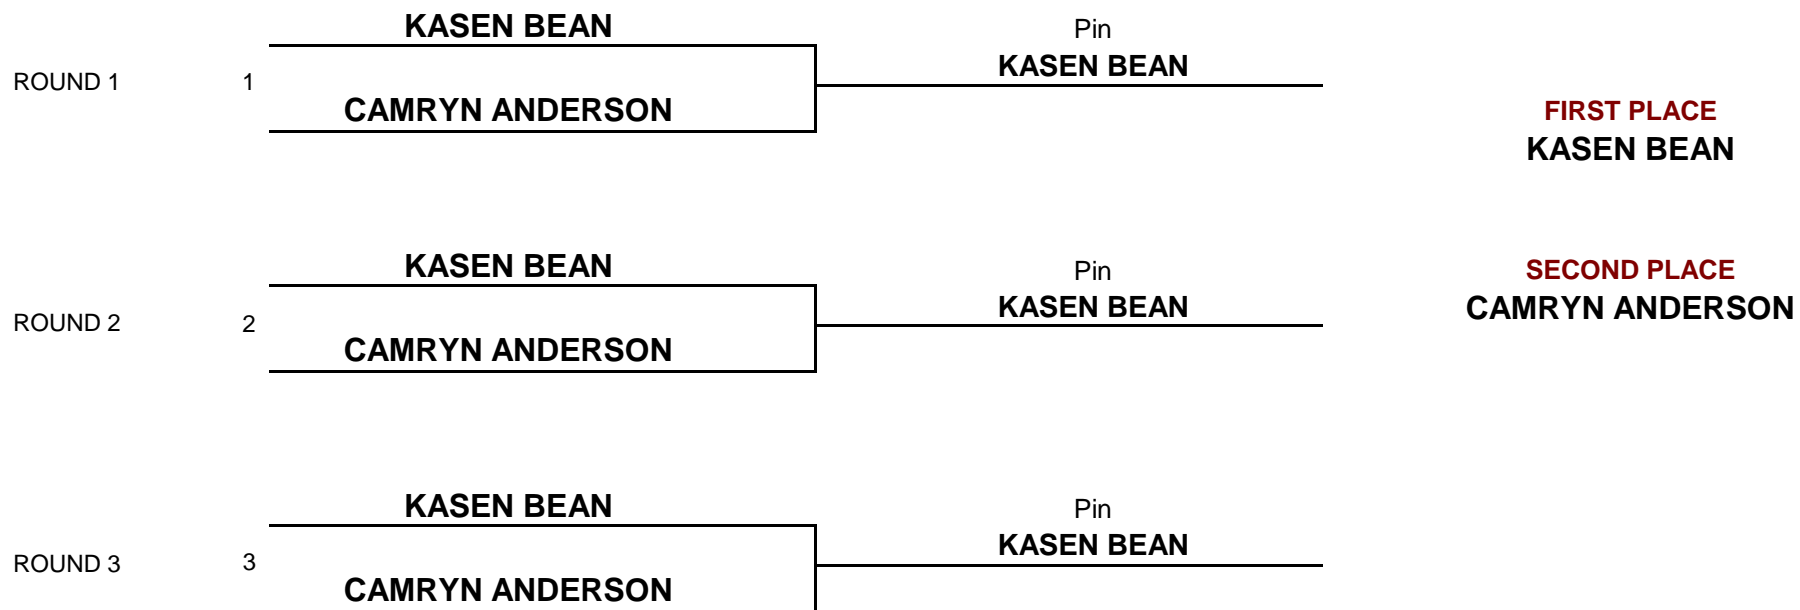 KASEN BEAN
Pin
ROUND 1
1
KASEN BEAN
CAMRYN ANDERSON
FIRST PLACE
KASEN BEAN
KASEN BEAN
Pin
SECOND PLACE
ROUND 2
2
KASEN BEAN
CAMRYN ANDERSON
CAMRYN ANDERSON
KASEN BEAN
Pin
ROUND 3
3
KASEN BEAN
CAMRYN ANDERSON